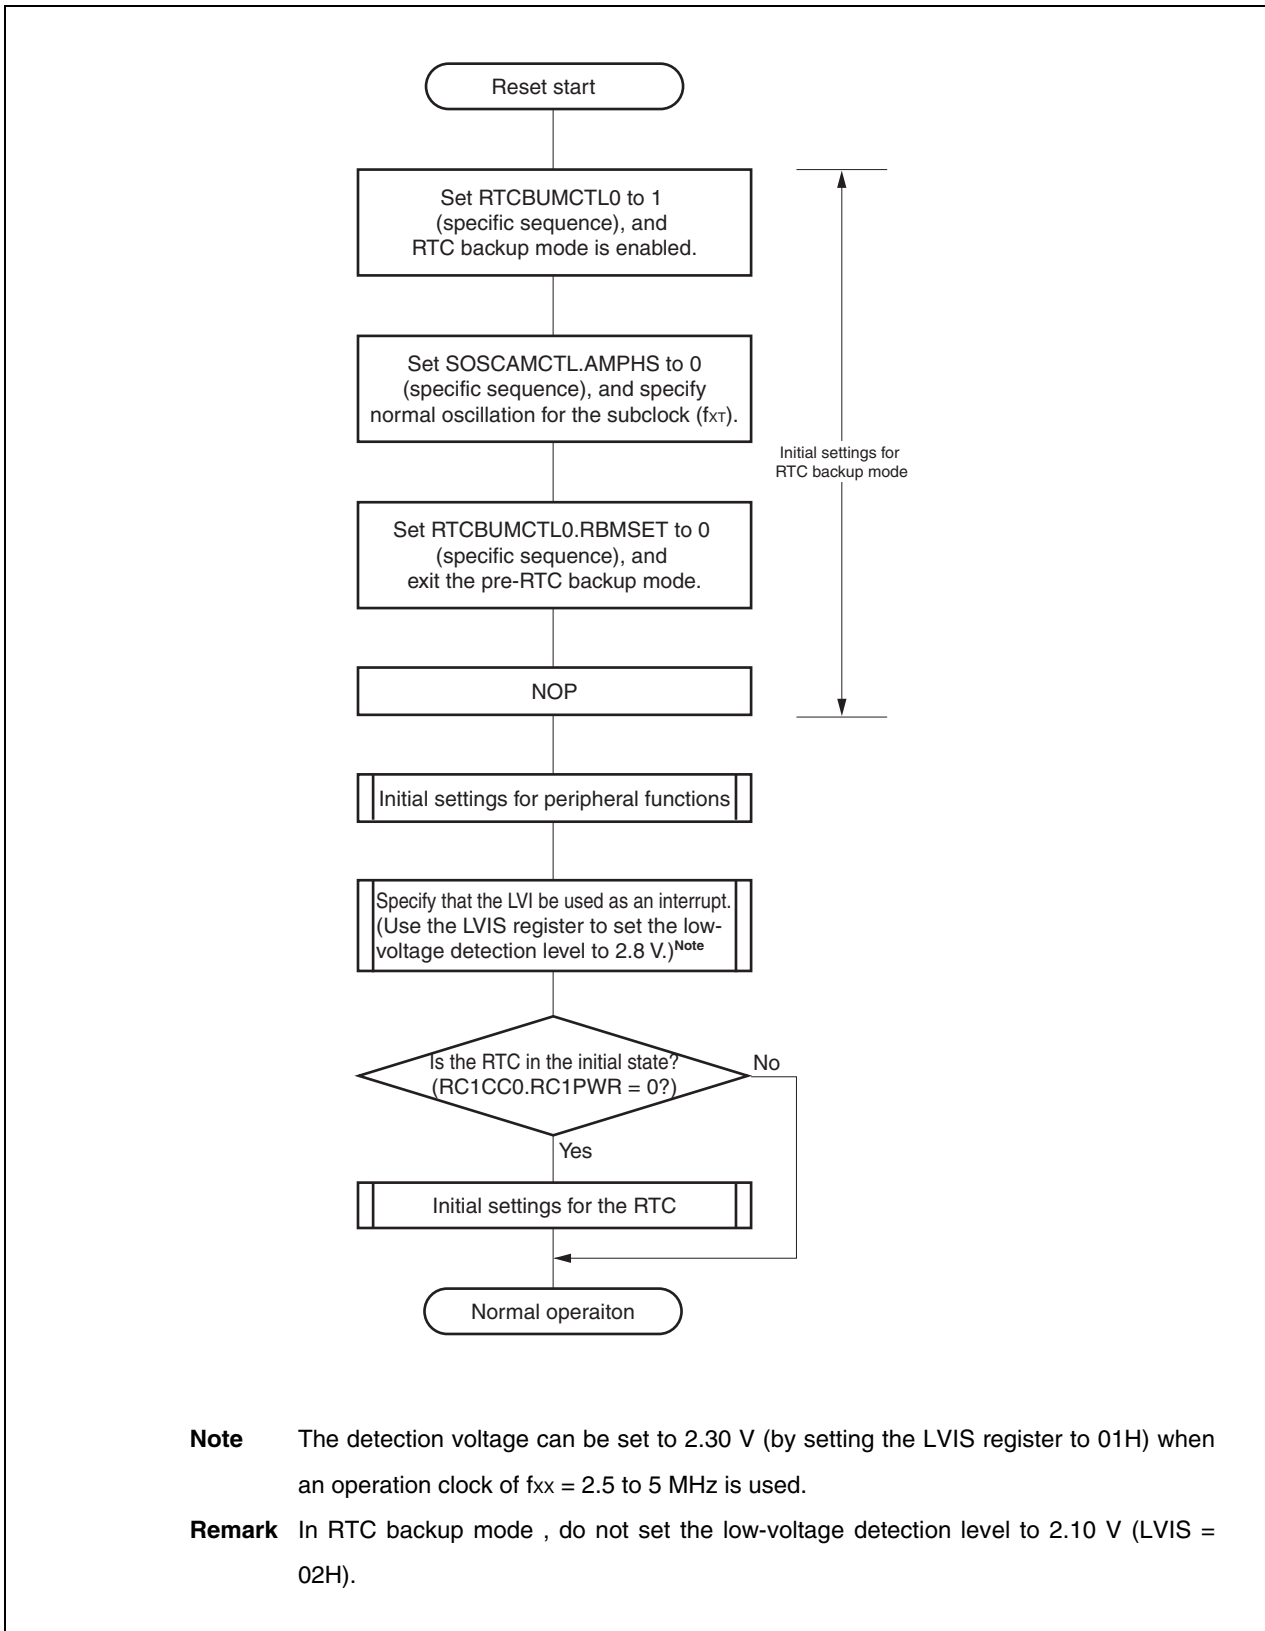 Reset start
Set RTCBUMCTL0 to 1
(specific sequence), and
RTC backup mode is enabled.
Set SOSCAMCTL.AMPHS to 0
(specific sequence), and specify
normal oscillation for the subclock (fXT).
Initial settings for
RTC backup mode
Set RTCBUMCTL0.RBMSET to 0
(specific sequence), and
exit the pre-RTC backup mode.
NOP
Initial settings for peripheral functions
Specify that the LVI be used as an interrupt.
(Use the LVIS register to set the low-
voltage detection level to 2.8 V.)Note
Is the RTC in the initial state?
(RC1CC0.RC1PWR = 0?)
No
Yes
Initial settings for the RTC
Normal operaiton
Note The detection voltage can be set to 2.30 V (by setting the LVIS register to 01H) when
an operation clock of fxx = 2.5 to 5 MHz is used.
Remark In RTC backup mode , do not set the low-voltage detection level to 2.10 V (LVIS =
02H).